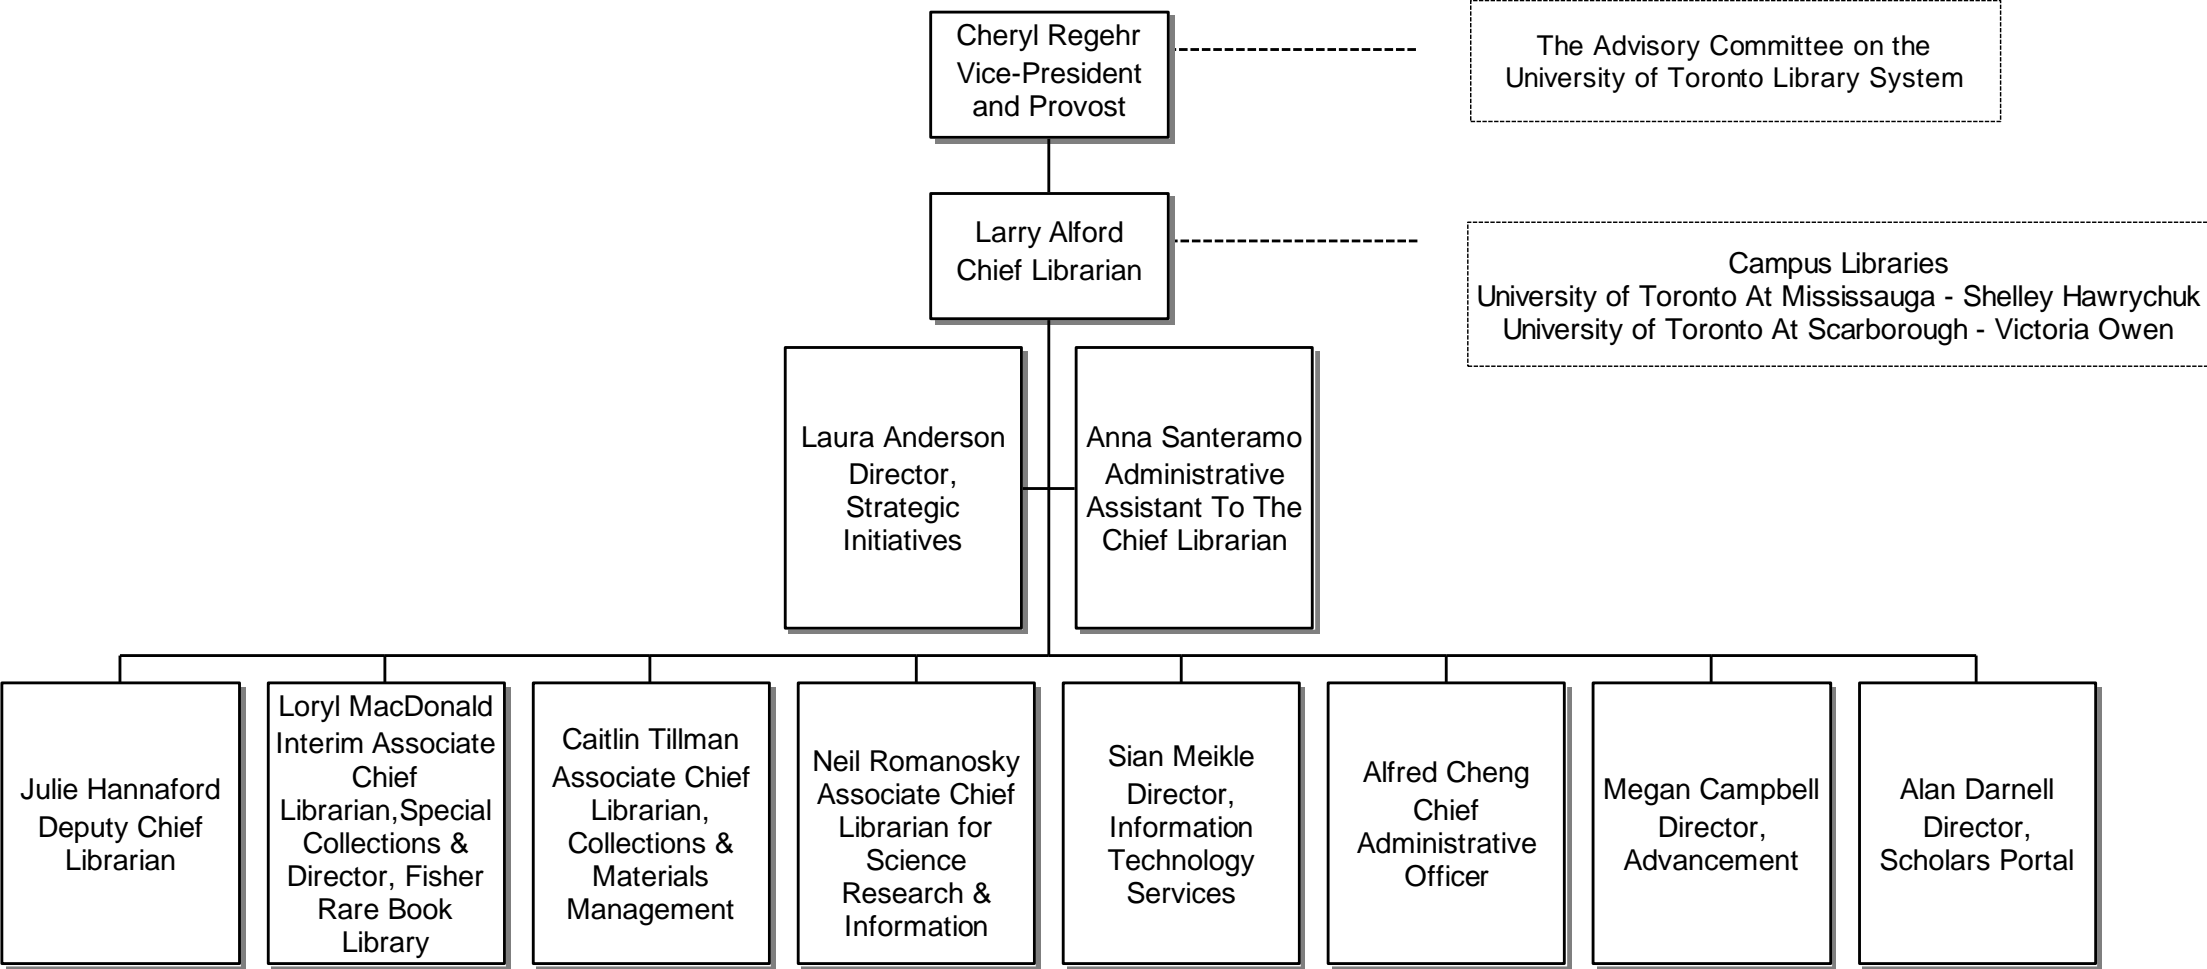 Cheryl Regehr
Vice-President
and Provost
The Advisory Committee on the
University of Toronto Library System
Larry Alford
Chief Librarian
Campus Libraries
University of Toronto At Mississauga - Shelley Hawrychuk
University of Toronto At Scarborough - Victoria Owen
Laura Anderson
Director,
Strategic
Initiatives
Anna Santeramo
Administrative
Assistant To The
Chief Librarian
Julie Hannaford
Deputy Chief
Librarian
Loryl MacDonald
Interim Associate
Chief
Librarian,Special
Collections &
Director, Fisher
Rare Book
Library
Caitlin Tillman
Associate Chief
Librarian,
Collections &
Materials
Management
Neil Romanosky
Associate Chief
Librarian for
Science
Research &
Information
Sian Meikle
Director,
Information
Technology
Services
Alfred Cheng
Chief
Administrative
Officer
Megan Campbell
Director,
Advancement
Alan Darnell
Director,
Scholars Portal